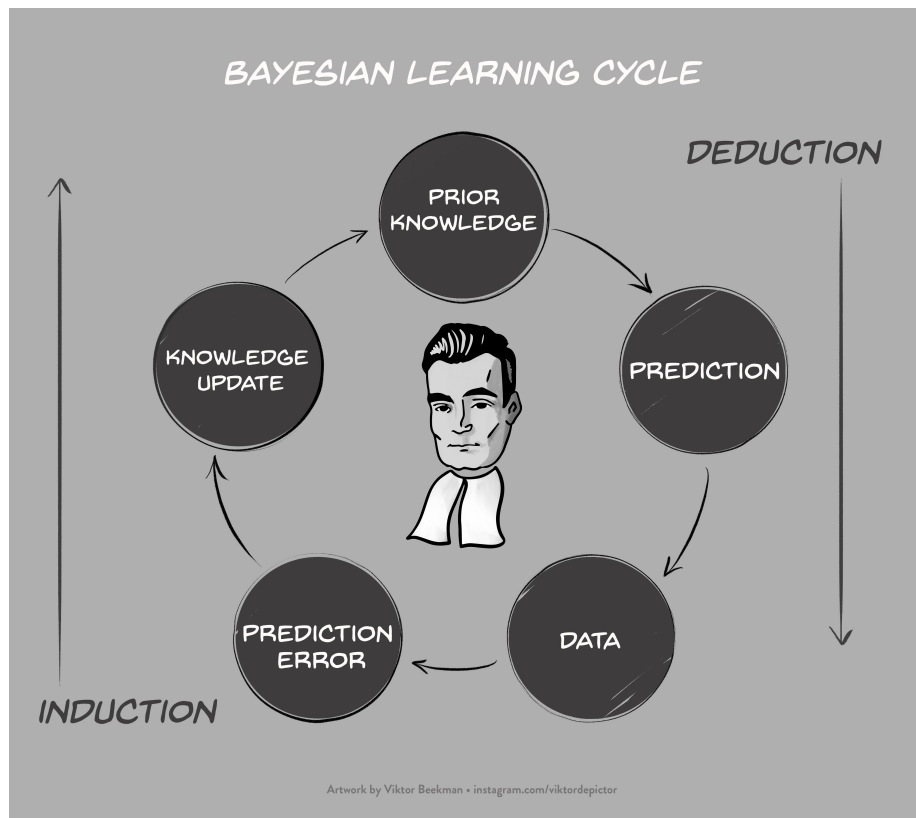 BAYESIAN LEARNING CYCLE
DEDUCTION
PRIOR
KNOWLEDGE
PREDICTION
DATA
PREDICTION
ERROR
KNOWLEDGE
UPDATE
INDUCTION
Artwork by Viktor Beekman • instagram.com/viktordepictor